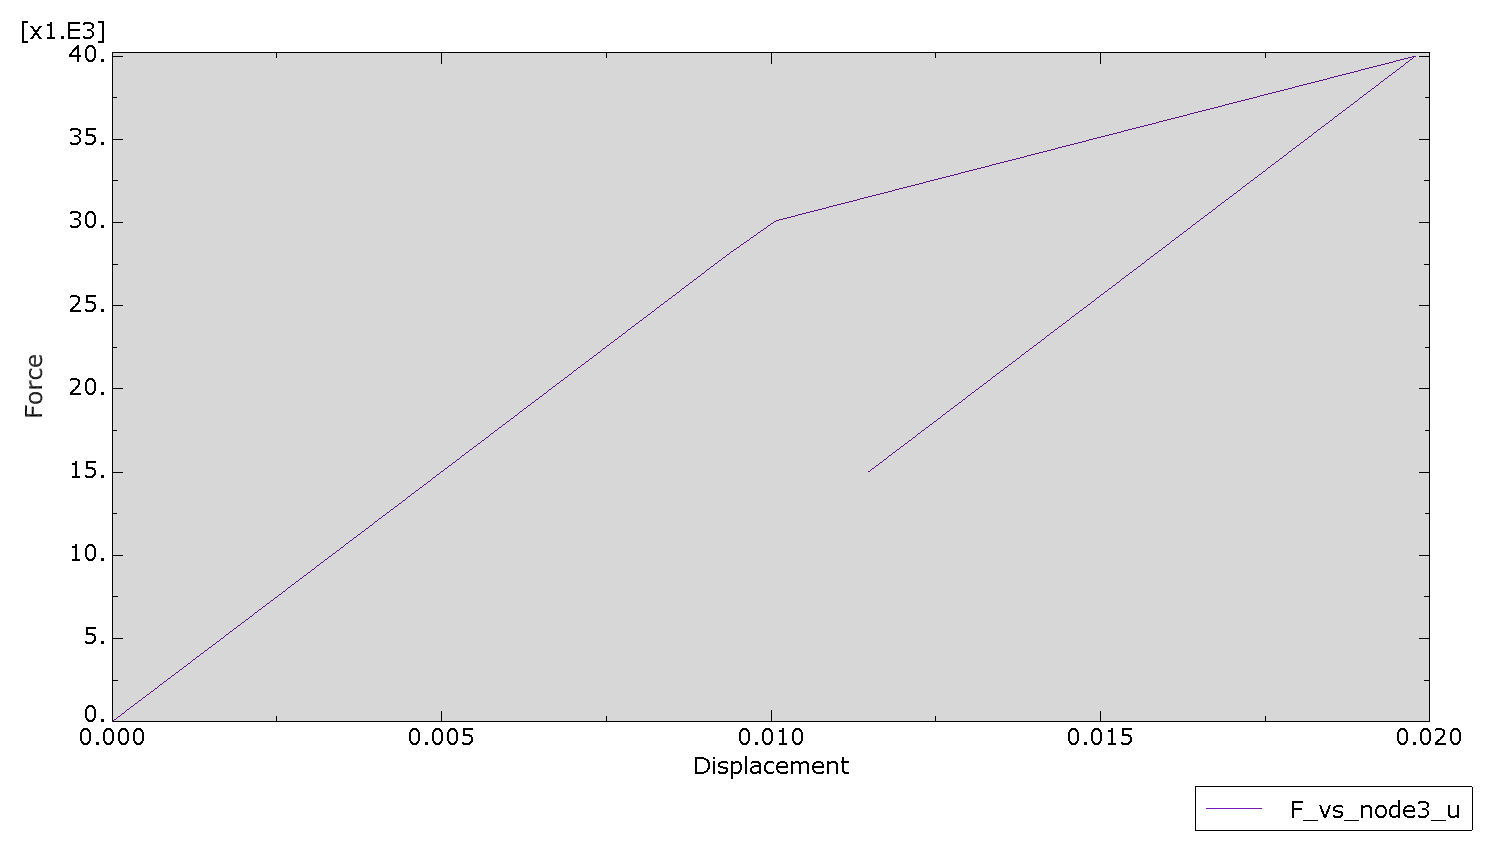 [x1.E3]
40.
35.
30.
25.
20.
15.
10.
5.
0.
Force
0.000 0.005 0.010 0.015 0.020
Displacement
F_vs_node3_u